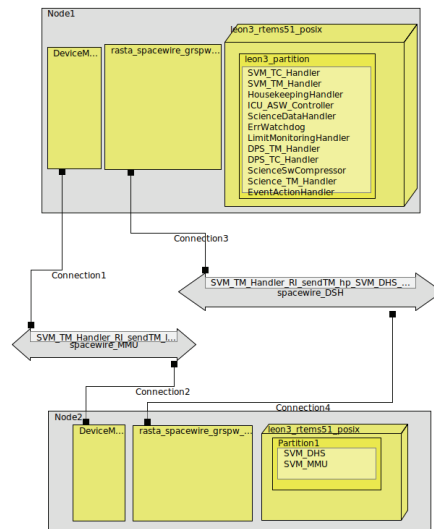 Node1
leon3_rtems51_posix
DeviceM...
rasta_spacewire_grspw...
leon3_partition
SVM_TC_Handler
SVM_TM_Handler
HousekeepingHandler
ICU_ASW_Controller
ScienceDataHandler
ErrWatchdog
LimitMonitoringHandler
DPS_TM_Handler
DPS_TC_Handler
ScienceSwCompressor
Science_TM_Handler
EventActionHandler
Connection3
Connection1
SVM_TM_Handler_RI_sendTM_hp_SVM_DHS_...
spacewire_DSH
SVM_TM_Handler_RI_sendTM_l...
spacewire_MMU
Connection2
Connection4
Node2
DeviceM...
rasta_spacewire_grspw_...
leon3_rtems51_posix
Partition1
SVM_DHS
SVM_MMU